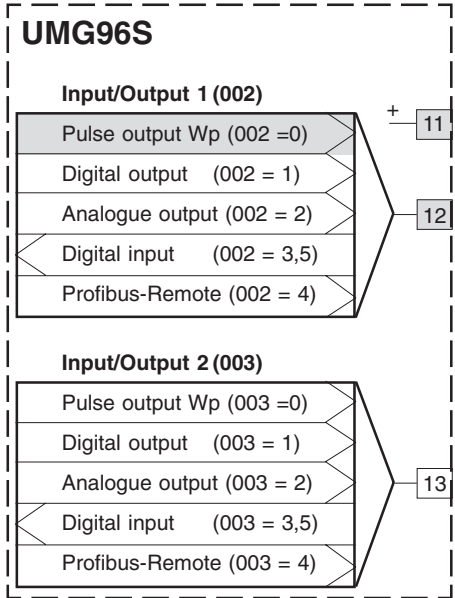 UMG96S
Input/Output 1 (002)
+
11
Pulse output Wp (002 =0)
Digital output (002 = 1)
Analogue output (002 = 2)
12
Digital input (002 = 3,5)
Profibus-Remote (002 = 4)
Input/Output 2 (003)
Pulse output Wp (003 =0)
Digital output (003 = 1)
Analogue output (003 = 2)
13
Digital input (003 = 3,5)
Profibus-Remote (003 = 4)